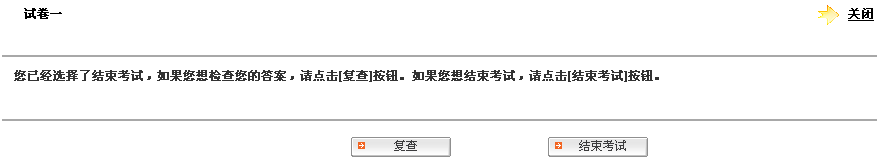 试卷一
关闭
您已经选择了结束考试，如果您想检查您的答案，请点击[复查]按钮。如果您想结束考试，请点击[结束考试]按钮。
复查
结束考试